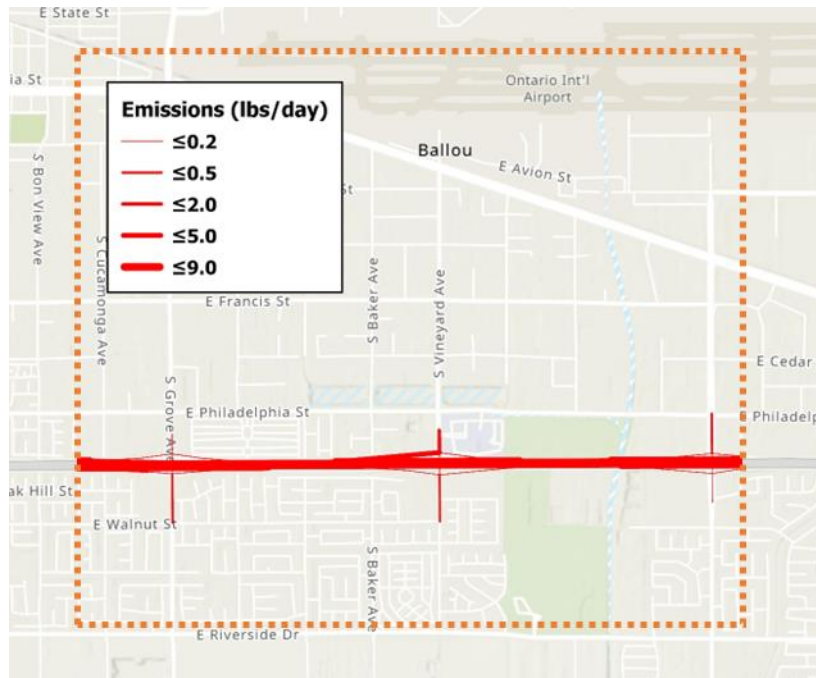 E State St
ia St
Ontario Int'l
Airport
Emissions (lbs/day)
≤0.2
≤0.5
≤2.0
≤5.0
≤9.0
Ballou
E Avion St
St
S Bon View Ave
S Cucamonga Ave
S Baker Ave
S Vineyard Ave
E Francis St
E Cedar
S Grove Ave
E Philadelphia St
E Philadelp
ak Hill St
E Walnut St
S Baker Ave
E Riverside Dr